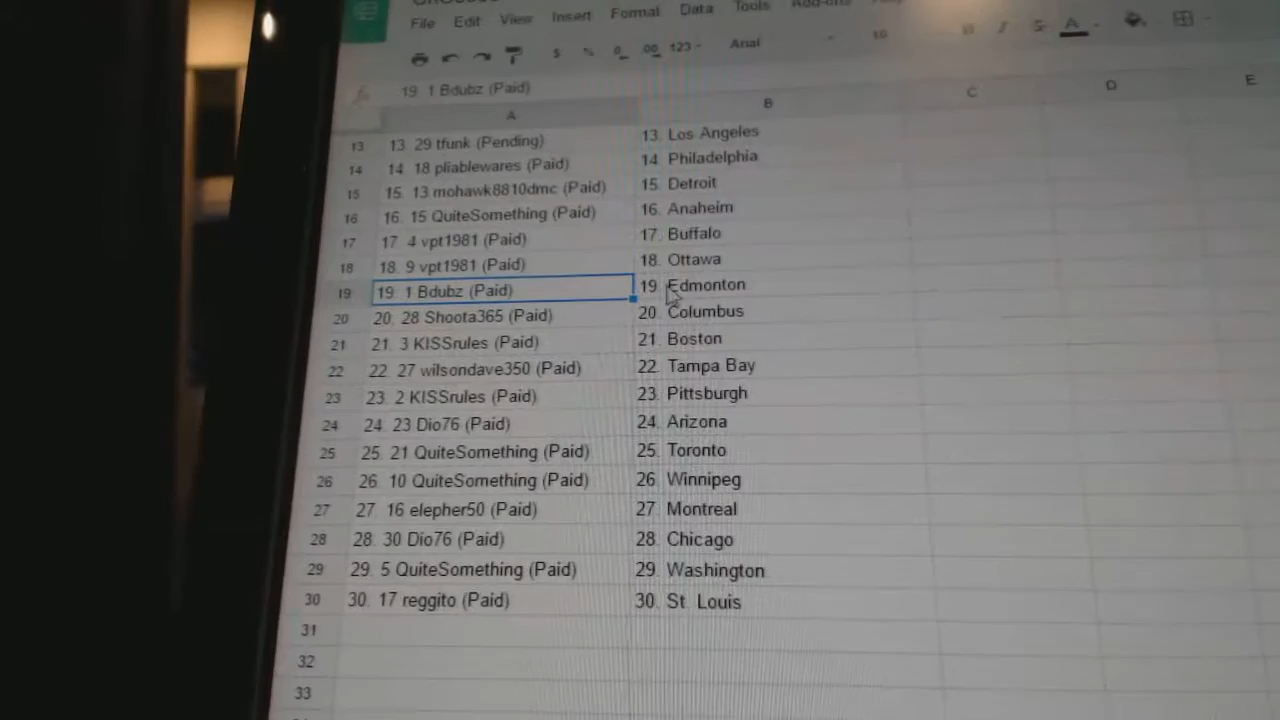 File Edit View Insert Format Data Tools Add-ons
$ % .0 .00 123 Arial 10 B I S A
fx 19. 1 Bdubz (Paid)
A B C D E
13 13. 29 tfunk (Pending) 13. Los Angeles
14 14. 18 pliablewares (Paid) 14. Philadelphia
15 15. 13 mohawk8810dmc (Paid) 15. Detroit
16 16. 15 QuiteSomething (Paid) 16. Anaheim
17 17. 4 vpt1981 (Paid) 17. Buffalo
18 18. 9 vpt1981 (Paid) 18. Ottawa
19 19. 1 Bdubz (Paid) 19. Edmonton
20 20. 28 Shoota365 (Paid) 20. Columbus
21 21. 3 KISSrules (Paid) 21. Boston
22 22. 27 wilsondave350 (Paid) 22. Tampa Bay
23 23. 2 KISSrules (Paid) 23. Pittsburgh
24 24. 23 Dio76 (Paid) 24. Arizona
25 25. 21 QuiteSomething (Paid) 25. Toronto
26 26. 10 QuiteSomething (Paid) 26. Winnipeg
27 27. 16 elepher50 (Paid) 27. Montreal
28 28. 30 Dio76 (Paid) 28. Chicago
29 29. 5 QuiteSomething (Paid) 29. Washington
30 30. 17 reggito (Paid) 30. St. Louis
31
32
33